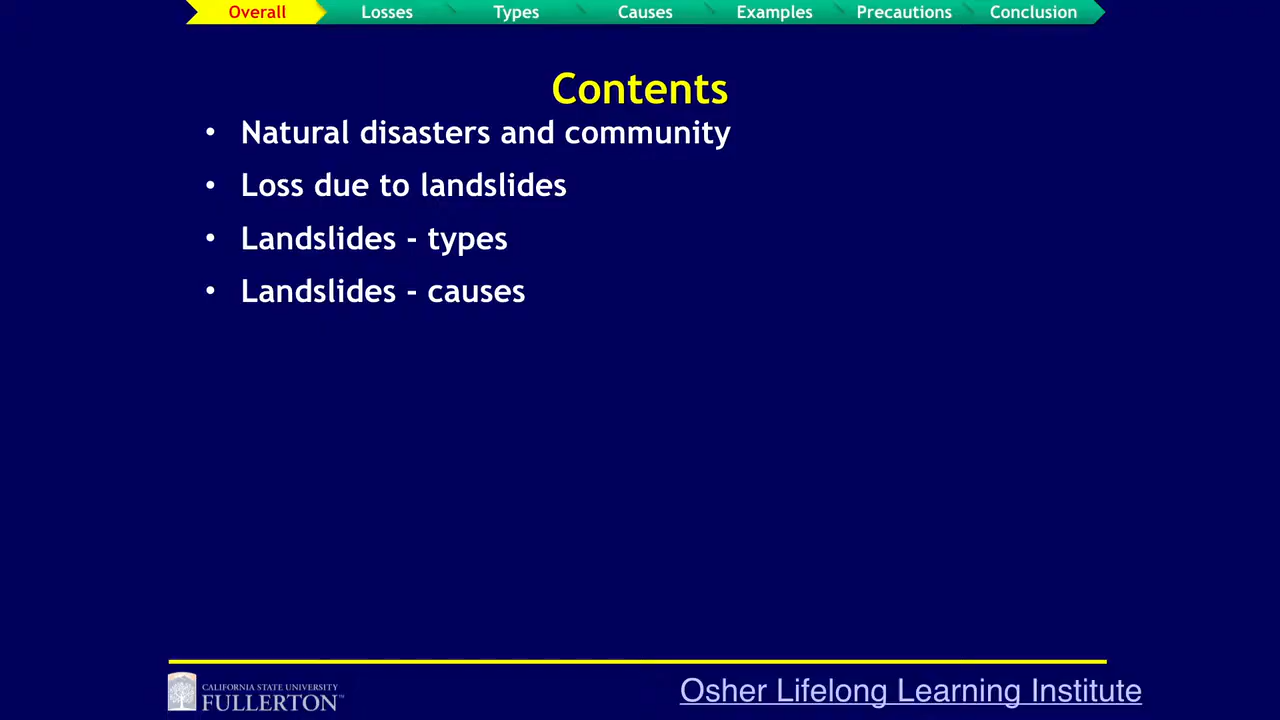 Overall Losses Types Causes Examples Precautions Conclusion
Contents
• Natural disasters and community
• Loss due to landslides
• Landslides - types
• Landslides - causes
CALIFORNIA STATE UNIVERSITY
FULLERTON™
Osher Lifelong Learning Institute